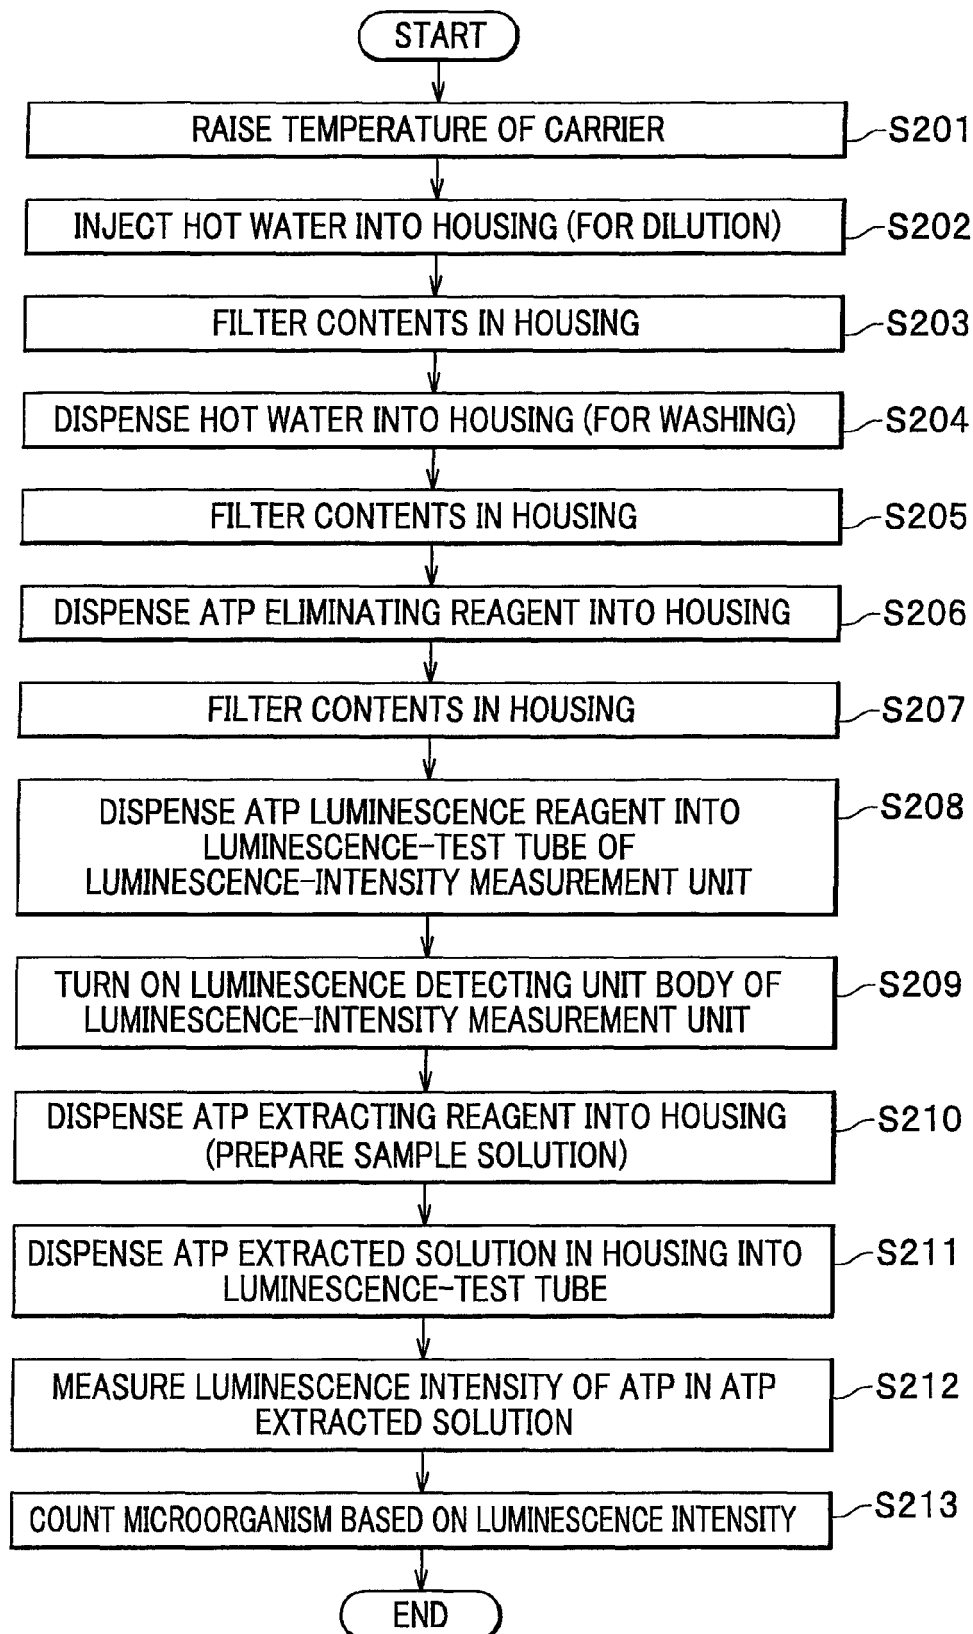 START
RAISE TEMPERATURE OF CARRIER
S201
INJECT HOT WATER INTO HOUSING (FOR DILUTION)
S202
FILTER CONTENTS IN HOUSING
S203
DISPENSE HOT WATER INTO HOUSING (FOR WASHING)
S204
FILTER CONTENTS IN HOUSING
S205
DISPENSE ATP ELIMINATING REAGENT INTO HOUSING
S206
FILTER CONTENTS IN HOUSING
S207
DISPENSE ATP LUMINESCENCE REAGENT INTO
LUMINESCENCE-TEST TUBE OF
LUMINESCENCE-INTENSITY MEASUREMENT UNIT
S208
TURN ON LUMINESCENCE DETECTING UNIT BODY OF
LUMINESCENCE-INTENSITY MEASUREMENT UNIT
S209
DISPENSE ATP EXTRACTING REAGENT INTO HOUSING
(PREPARE SAMPLE SOLUTION)
S210
DISPENSE ATP EXTRACTED SOLUTION IN HOUSING INTO
LUMINESCENCE-TEST TUBE
S211
MEASURE LUMINESCENCE INTENSITY OF ATP IN ATP
EXTRACTED SOLUTION
S212
COUNT MICROORGANISM BASED ON LUMINESCENCE INTENSITY
S213
END